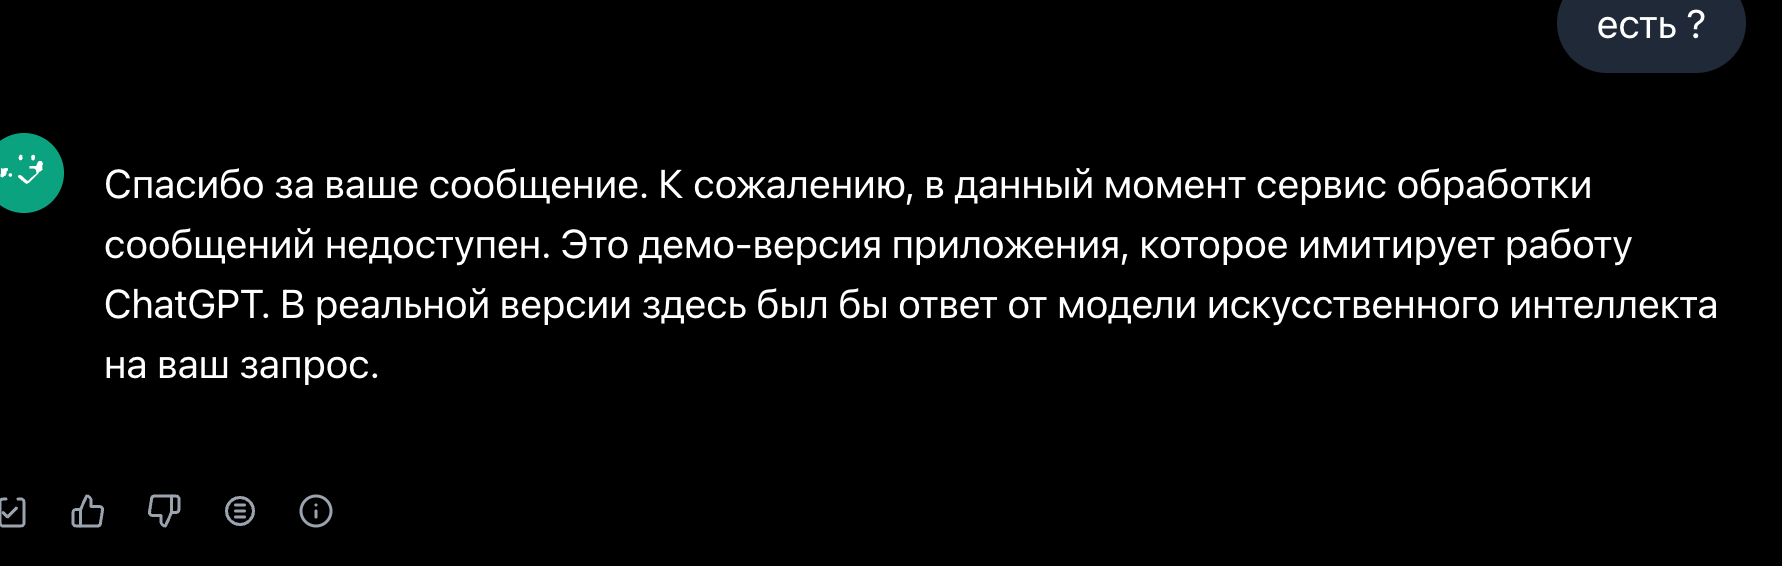 есть ?
Спасибо за ваше сообщение. К сожалению, в данный момент сервис обработки
сообщений недоступен. Это демо-версия приложения, которое имитирует работу
ChatGPT. В реальной версии здесь был бы ответ от модели искусственного интеллекта
на ваш запрос.